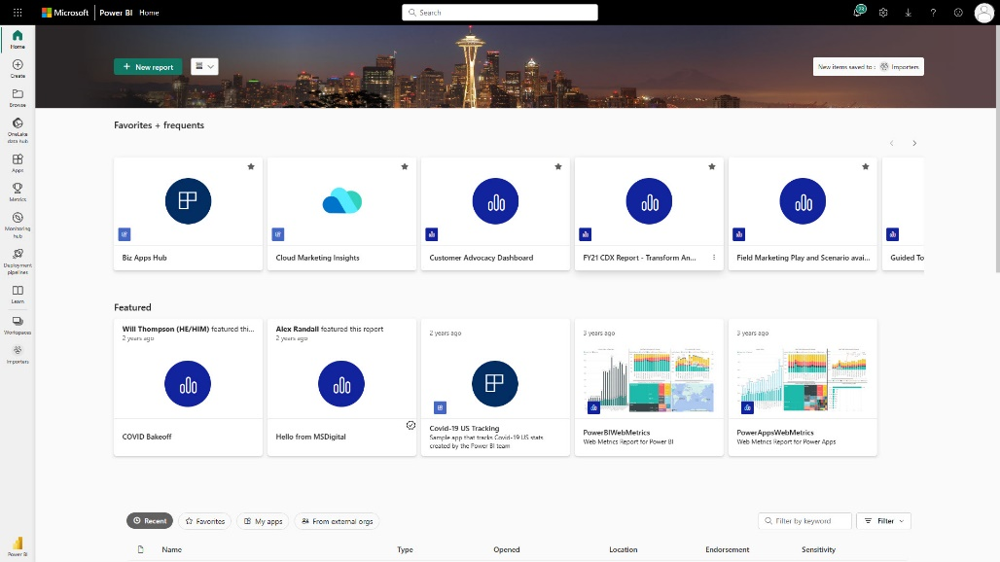 Microsoft Power BI Home
Search
23
Home
Create
Browse
OneLake
data hub
Apps
Metrics
Monitoring
hub
Deployment
pipelines
Learn
Workspaces
Importers
Power BI
+ New report
New items saved to : Importers
Favorites + frequents
Biz Apps Hub
Cloud Marketing Insights
Customer Advocacy Dashboard
FY21 CDX Report - Transform An...
Field Marketing Play and Scenario avai...
Guided To
Featured
Will Thompson (HE/HIM) featured thi...
2 years ago
COVID Bakeoff
Alex Randall featured this report
2 years ago
Hello from MSDigital
2 years ago
Covid-19 US Tracking
Sample app that tracks Covid-19 US stats
created by the Power BI team
3 years ago
PowerBIWebMetrics
Web Metrics Report for Power BI
3 years ago
PowerAppsWebMetrics
Web Metrics Report for Power Apps
Recent Favorites My apps From external orgs
Filter by keyword Filter
Name Type Opened Location Endorsement Sensitivity